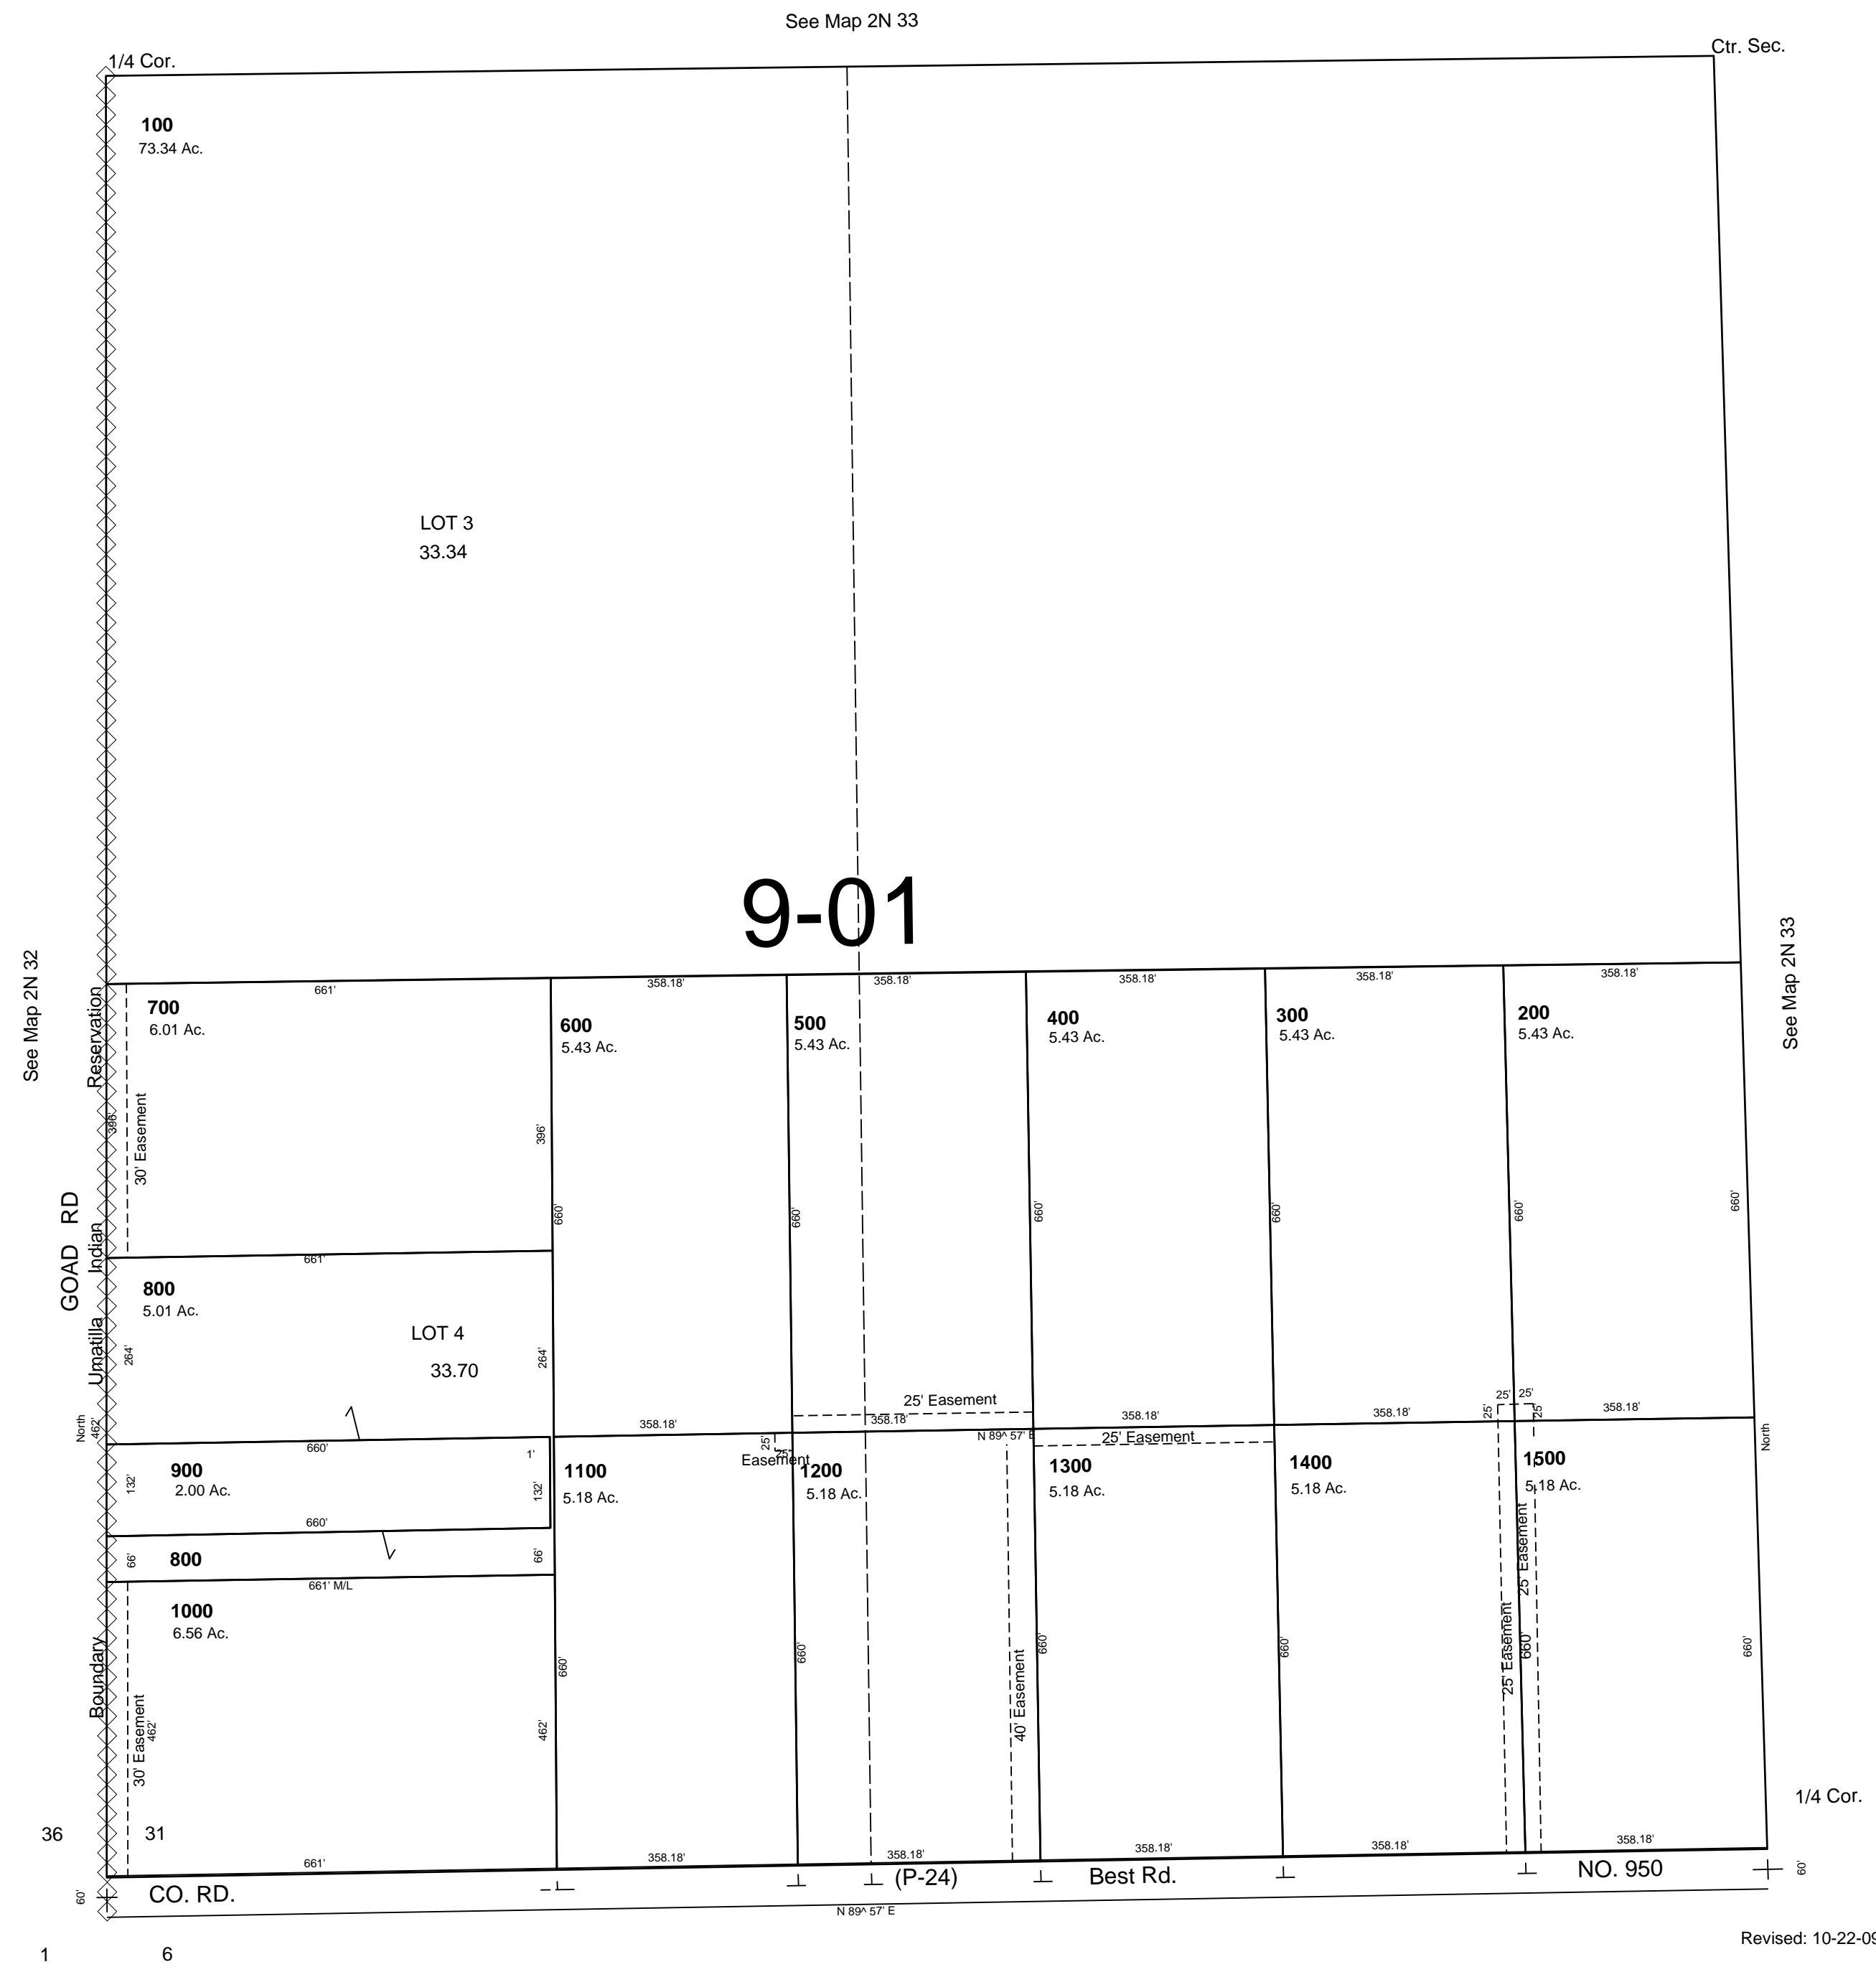 See Map 2N 33
1/4 Cor.
Ctr. Sec.
100
73.34 Ac.
LOT 3
33.34
9-01
See Map 2N 32
See Map 2N 33
GOAD RD
Boundary Umatilla Indian Reservation
661'
358.18'
358.18'
358.18'
358.18'
358.18'
700
6.01 Ac.
600
5.43 Ac.
500
5.43 Ac.
400
5.43 Ac.
300
5.43 Ac.
200
5.43 Ac.
396'
30' Easement
396'
660'
660'
660'
660'
660'
660'
661'
800
5.01 Ac.
LOT 4
33.70
264'
264'
North
462'
25' Easement
25'
25'
25'
25'
358.18'
358.18'
358.18'
358.18'
358.18'
N 89^ 57' E
25' Easement
North
660'
1'
25'
25'
Easement
900
2.00 Ac.
132'
132'
660'
1100
5.18 Ac.
1200
5.18 Ac.
1300
5.18 Ac.
1400
5.18 Ac.
1500
5.18 Ac.
66'
800
66'
661' M/L
1000
6.56 Ac.
30' Easement
462'
462'
660'
660'
40' Easement
660'
660'
25' Easement
25' Easement
660'
660'
1/4 Cor.
36
31
661'
358.18'
358.18'
358.18'
358.18'
358.18'
60'
CO. RD.
(P-24)
Best Rd.
NO. 950
60'
N 89^ 57' E
1
6
Revised: 10-22-09